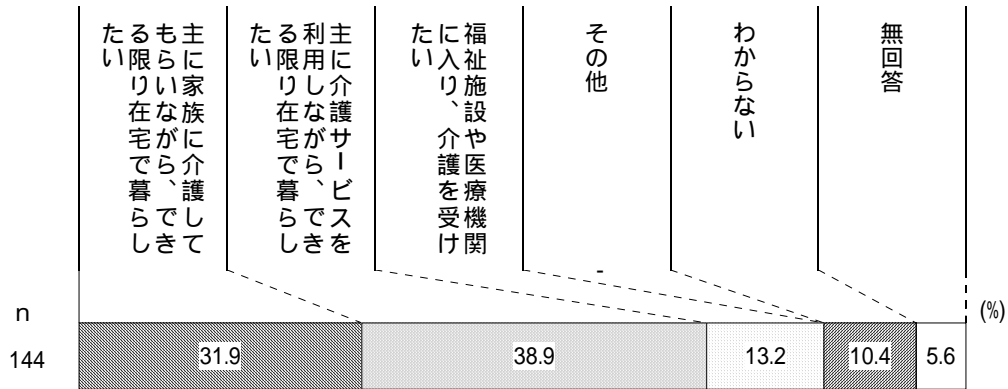 主に家族に介護して
もらいながら、でき
る限り在宅で暮らし
たい
主に介護サービスを
利用しながら、でき
る限り在宅で暮らし
たい
福祉施設や医療機関
に入り、介護を受け
たい
その他
わからない
無回答
-
n
(%)
144
31.9
38.9
13.2
10.4
5.6